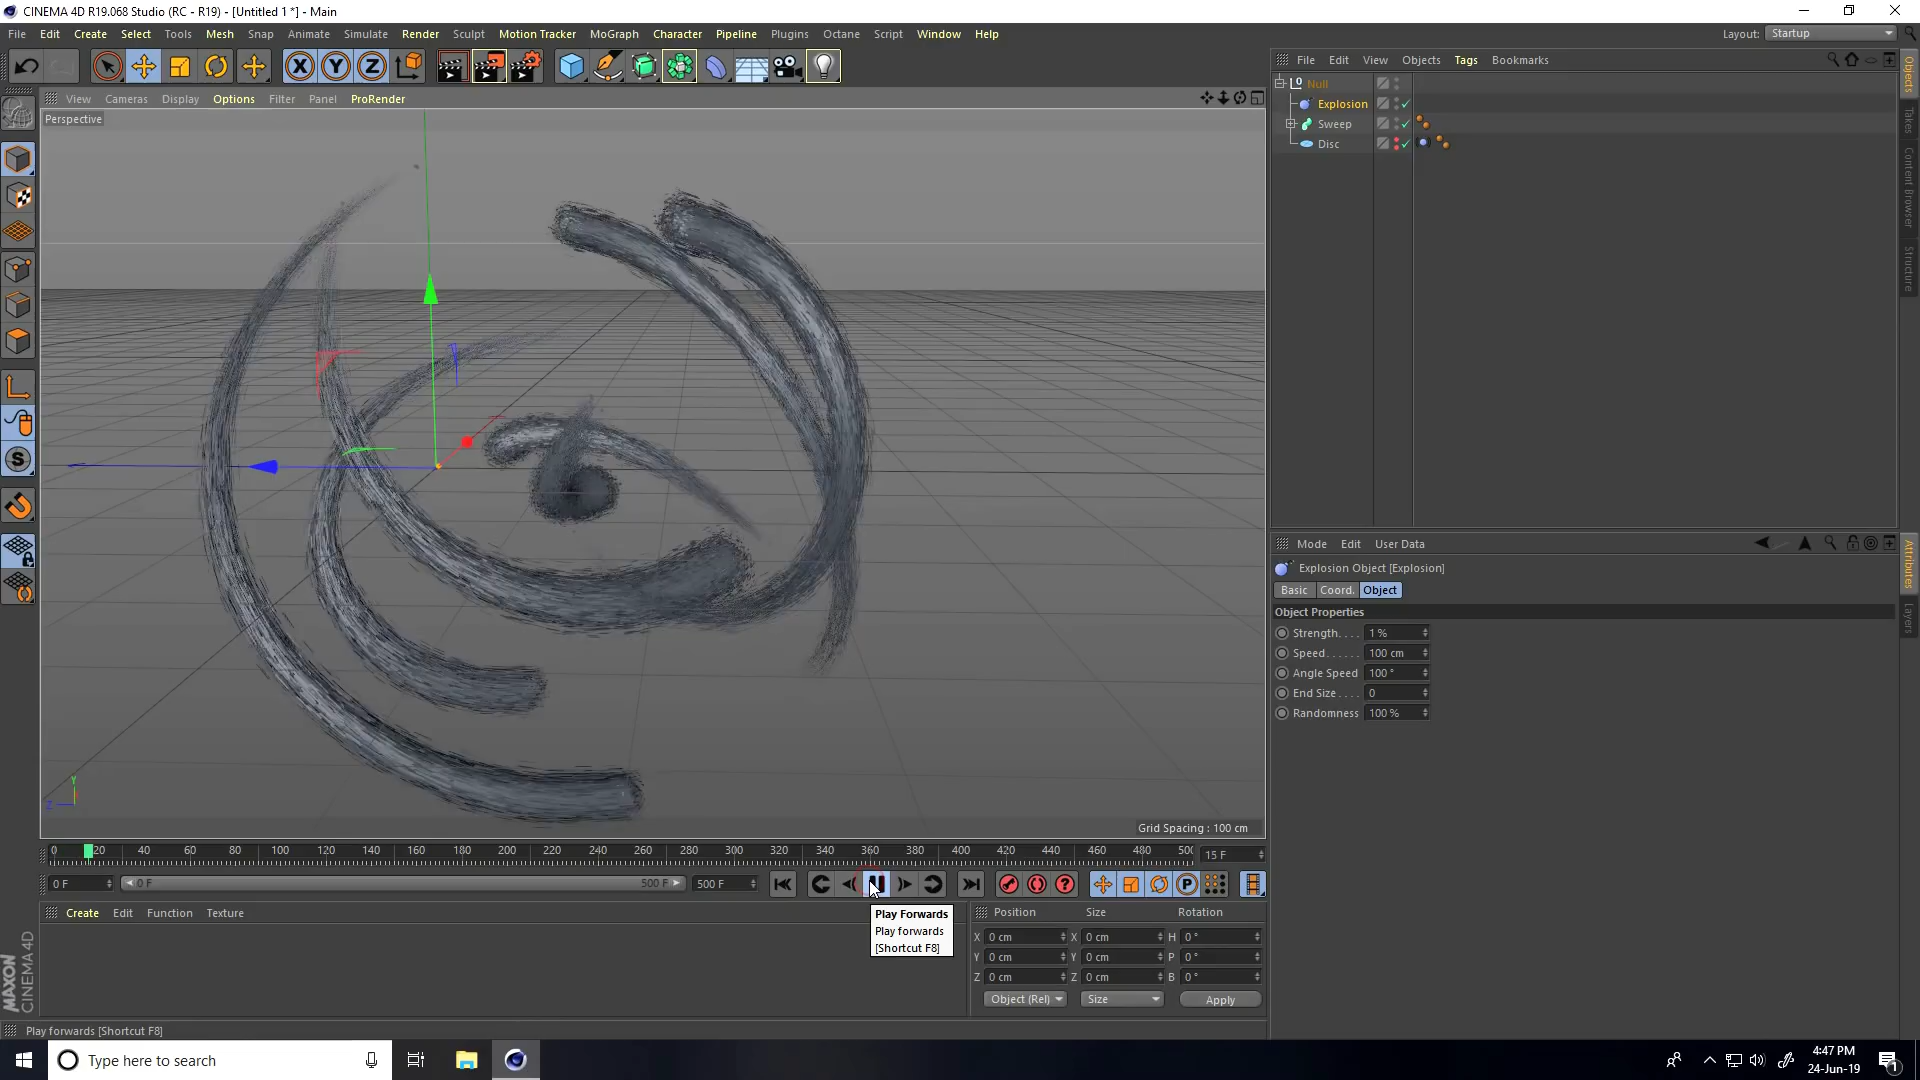 CINEMA 4D R19.068 Studio (RC - R19) - [Untitled 1 *] - Main
File Edit Create Select Tools Mesh Snap Animate Simulate Render Sculpt Motion Tracker MoGraph Character Pipeline Plugins Octane Script Window Help
Layout: Startup
X Y Z
View Cameras Display Options Filter Panel ProRender
Perspective
File Edit View Objects Tags Bookmarks
Null
Explosion
Sweep
Disc
Objects
Takes
Content Browser
Structure
Mode Edit User Data
Explosion Object [Explosion]
Basic Coord. Object
Object Properties
Strength. . . . 1 %
Speed. . . . . . 100 cm
Angle Speed 100 °
End Size. . . . 0
Randomness 100 %
Attributes
Layers
S
Y
Z
Grid Spacing : 100 cm
0 20 40 60 80 100 120 140 160 180 200 220 240 260 280 300 320 340 360 380 400 420 440 460 480 500
15 F
0 F 0 F 500 F 500 F
P
Create Edit Function Texture
Play Forwards
Play forwards
[Shortcut F8]
Position Size Rotation
X 0 cm X 0 cm H 0 °
Y 0 cm Y 0 cm P 0 °
Z 0 cm Z 0 cm B 0 °
Object (Rel) Size Apply
MAXON
CINEMA 4D
Play forwards [Shortcut F8]
Type here to search
4:47 PM
24-Jun-19
1